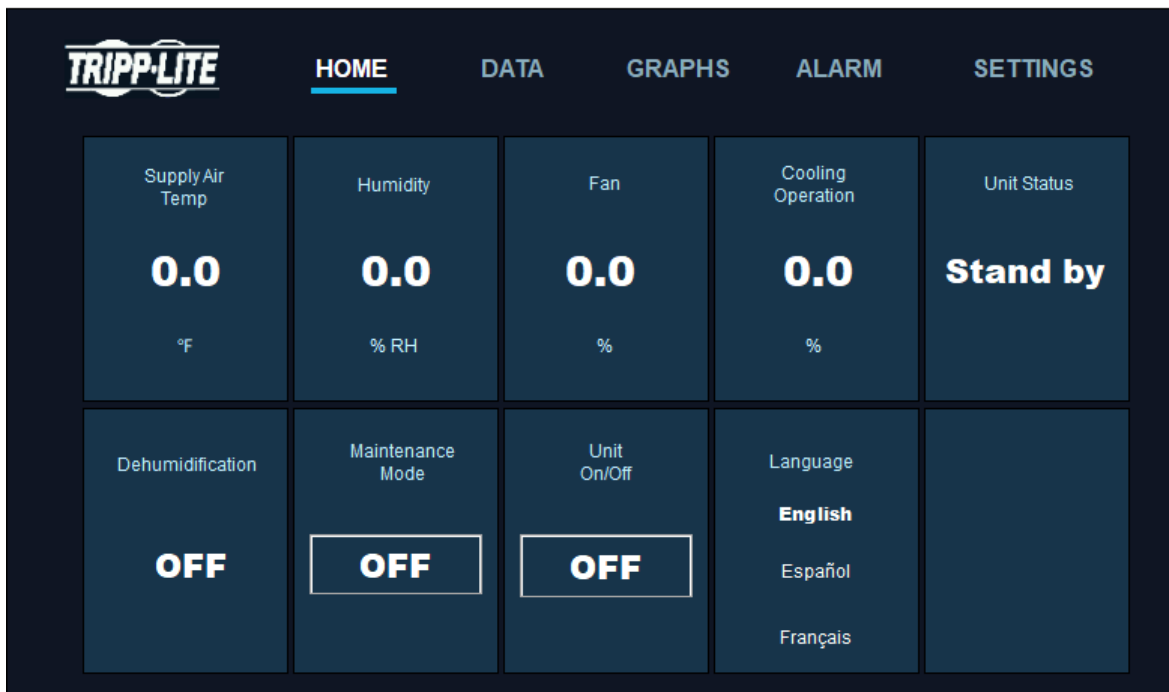 TRIPP·LITE
HOME DATA GRAPHS ALARM SETTINGS
Supply Air
Temp
0.0
°F
Humidity
0.0
% RH
Fan
0.0
%
Cooling
Operation
0.0
%
Unit Status
Stand by
Dehumidification
OFF
Maintenance
Mode
OFF
Unit
On/Off
OFF
Language
English
Español
Français